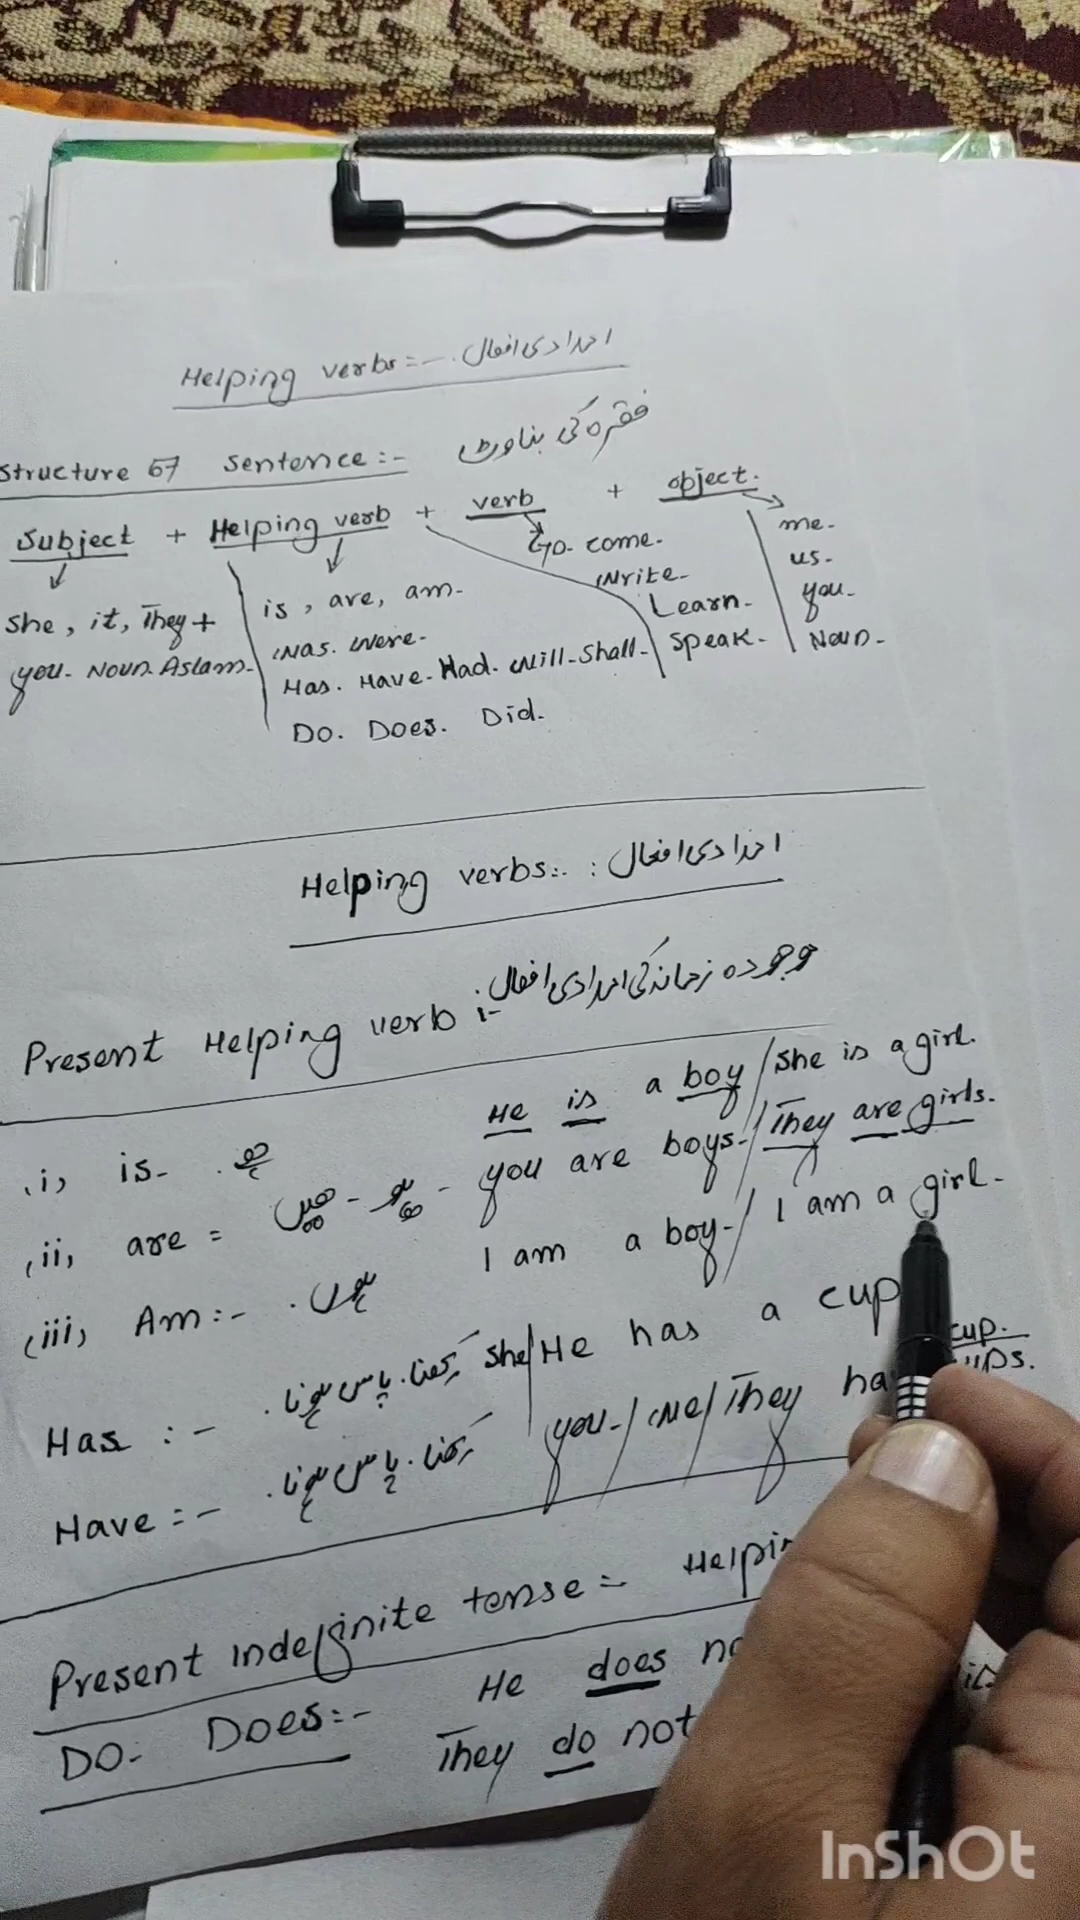 Helping verbs:-. امدادی افعال
Structure of Sentence:- فقرہ کی بناوٹ
Subject + Helping verb + verb + object.
she, it, They +
you. Noun. Aslam.
is, are, am.
was. were.
Has. Have. Had. Will. Shall.
Do. Does. Did.
Go. come.
write.
Learn.
Speak.
me.
us.
you.
Noun.
Helping verbs:. : امدادی افعال
Present Helping verb :- موجودہ زمانہ کی امدادی افعال
(i) is - ہے. He is a boy / She is a girl.
(ii) are = ہیں - ہو - you are boys. / They are girls.
(iii) Am :- ہوں. I am a boy. / I am a girl.
Has :- رکھنا. پاس ہونا. She / He has a cup
Have :- رکھنا. پاس ہونا. you. / we / They ha
cup.
Present indefinite tense =
DO. Does:- He does
They do not
InShOt